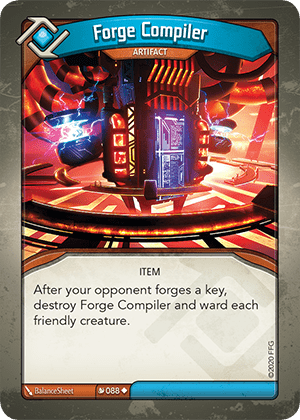 Forge Compiler
ARTIFACT
ITEM
After your opponent forges a key,
destroy Forge Compiler and ward each
friendly creature.
BalanceSheet
088
©2020 FFG